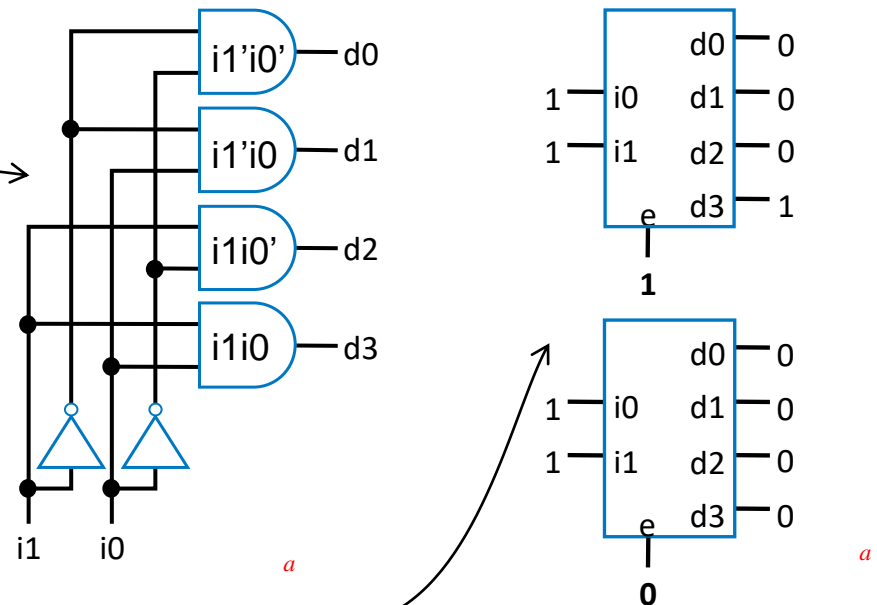 i1'i0' d0
i1'i0 d1
i1i0' d2
i1i0 d3
i1 i0
a
d0 0
1 i0 d1 0
1 i1 d2 0
e d3 1
1
d0 0
1 i0 d1 0
1 i1 d2 0
e d3 0
0
a